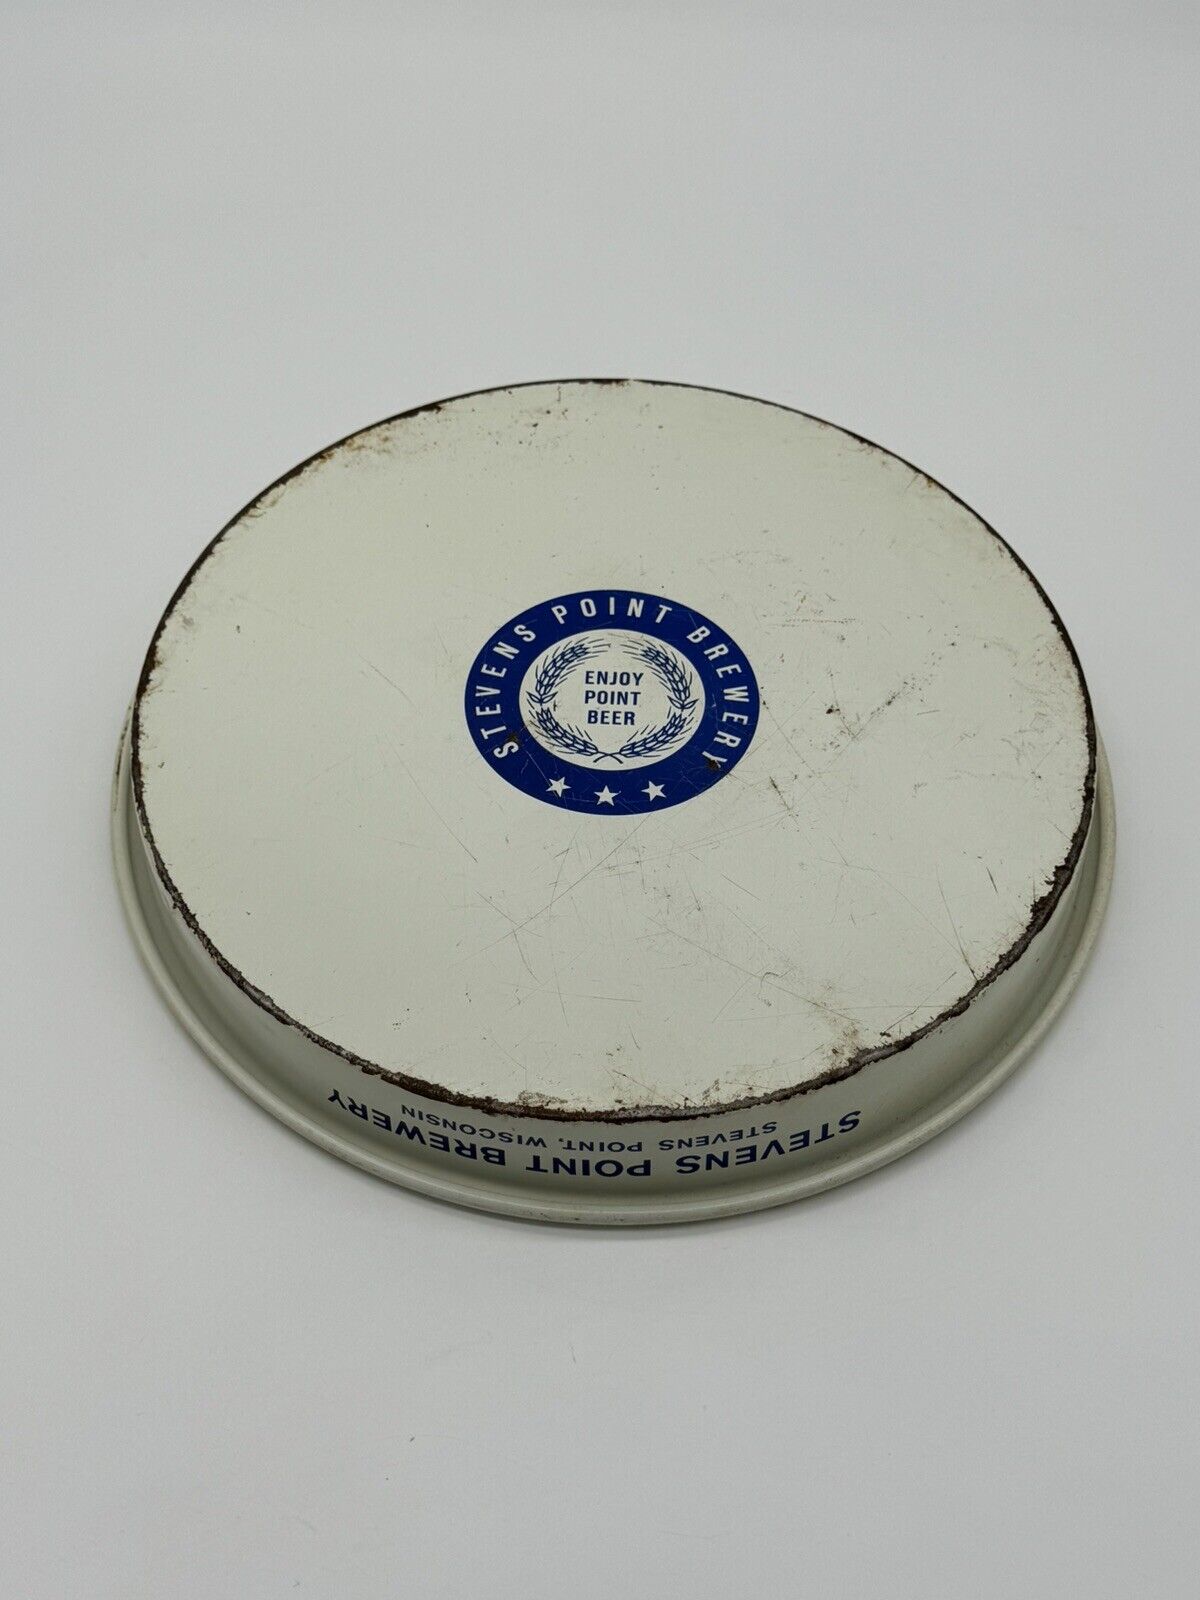 STEVENS POINT BREWERY
ENJOY
POINT
BEER
STEVENS POINT BREWERY
STEVENS POINT, WISCONSIN